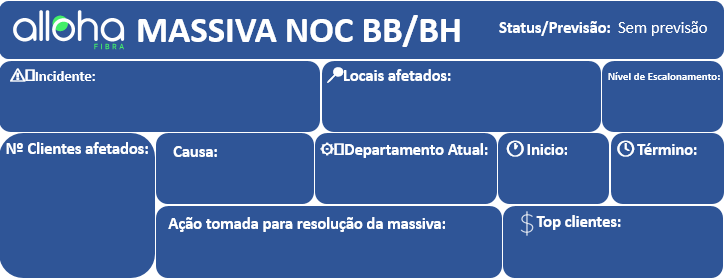 alloha FIBRA
MASSIVA NOC BB/BH
Status/Previsão: Sem previsão
Incidente:
Locais afetados:
Nível de Escalonamento:
Nº Clientes afetados:
Causa:
Departamento Atual:
Inicio:
Término:
Ação tomada para resolução da massiva:
Top clientes: